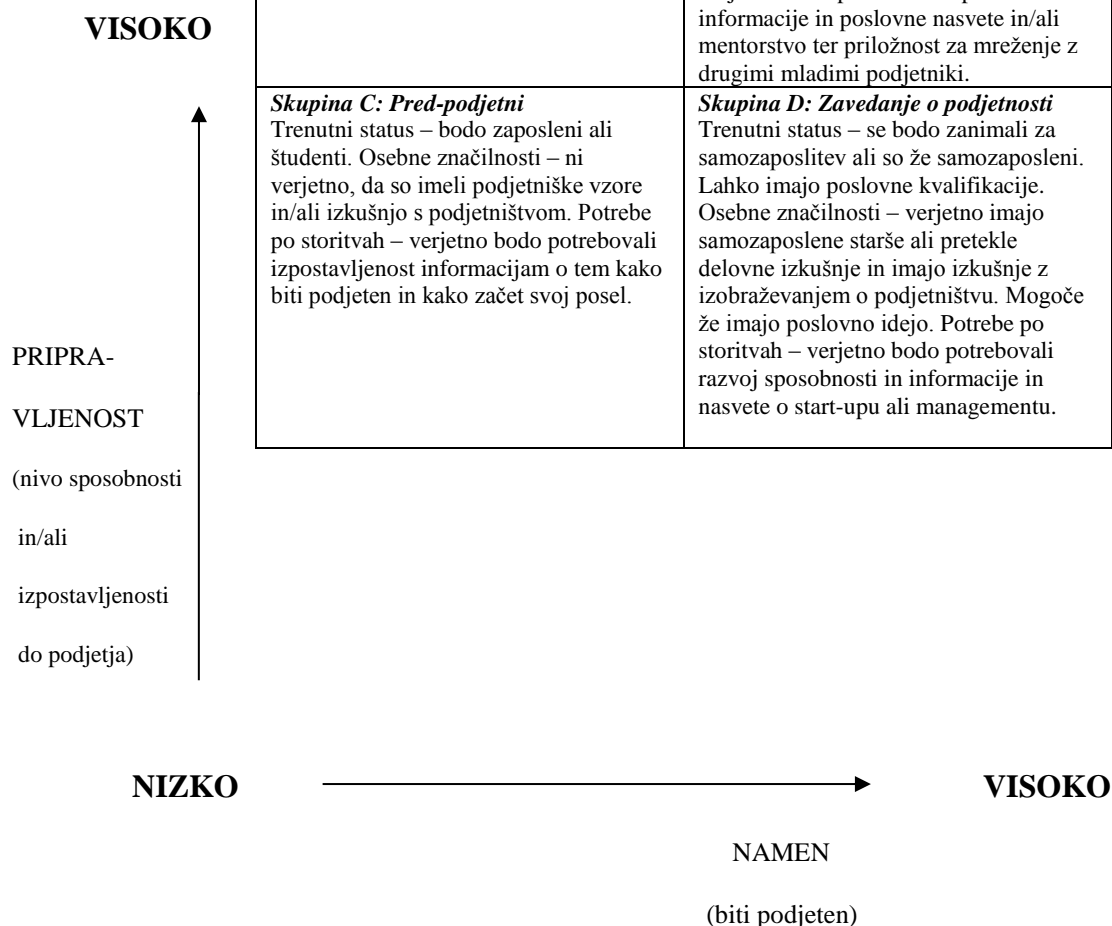 VISOKO
informacije in poslovne nasvete in/ali
mentorstvo ter priložnost za mreženje z
drugimi mladimi podjetniki.
Skupina C: Pred-podjetni
Trenutni status – bodo zaposleni ali
študenti. Osebne značilnosti – ni
verjetno, da so imeli podjetniške vzore
in/ali izkušnjo s podjetništvom. Potrebe
po storitvah – verjetno bodo potrebovali
izpostavljenost informacijam o tem kako
biti podjeten in kako začet svoj posel.
Skupina D: Zavedanje o podjetnosti
Trenutni status – se bodo zanimali za
samozaposlitev ali so že samozaposleni.
Lahko imajo poslovne kvalifikacije.
Osebne značilnosti – verjetno imajo
samozaposlene starše ali pretekle
delovne izkušnje in imajo izkušnje z
izobraževanjem o podjetništvu. Mogoče
že imajo poslovno idejo. Potrebe po
storitvah – verjetno bodo potrebovali
razvoj sposobnosti in informacije in
nasvete o start-upu ali managementu.
PRIPRA-
VLJENOST
(nivo sposobnosti
in/ali
izpostavljenosti
do podjetja)
NIZKO
VISOKO
NAMEN
(biti podjeten)